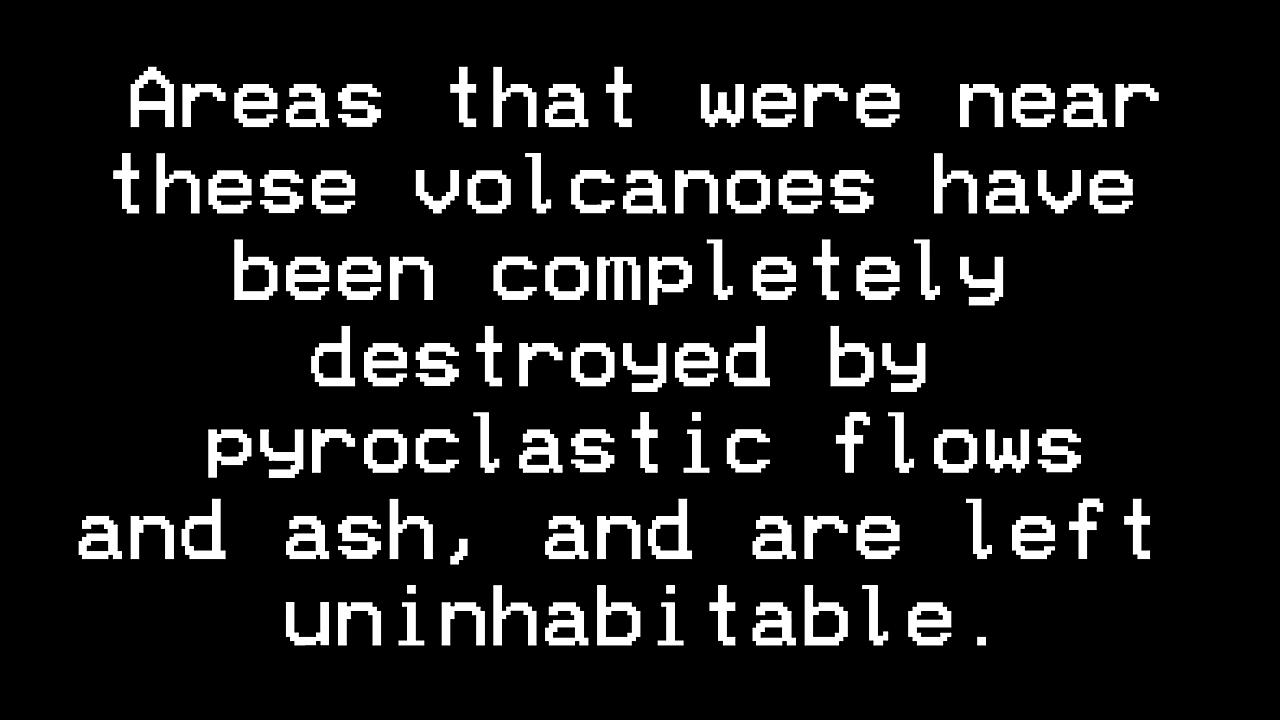 Areas that were near
these volcanoes have
been completely
destroyed by
pyroclastic flows
and ash, and are left
uninhabitable.